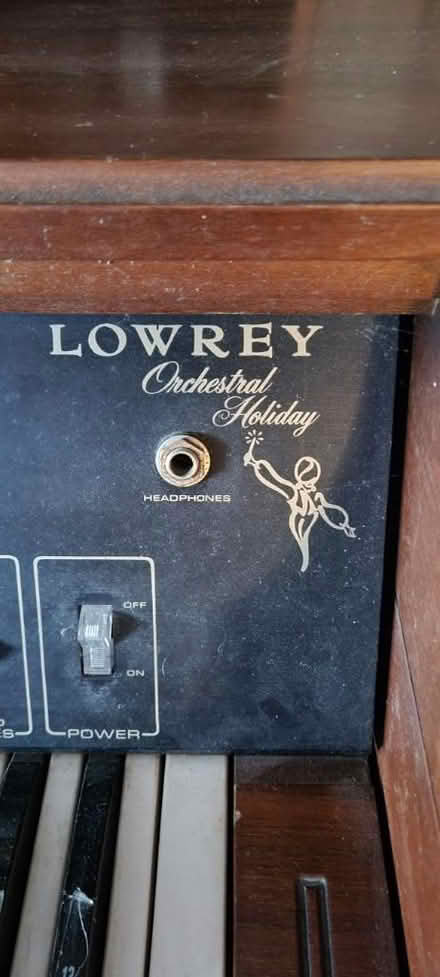 LOWREY
Orchestral
Holiday
HEADPHONES
OFF
ON
POWER